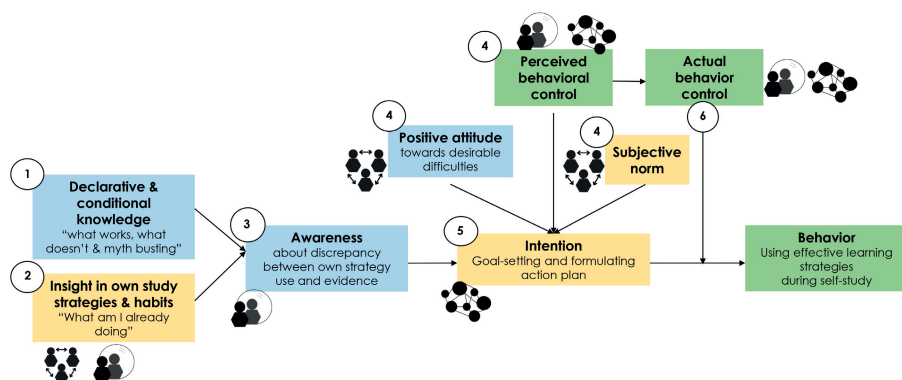 4
Perceived
behavioral
control
Actual
behavior
control
6
4
Positive attitude
towards desirable
difficulties
4
Subjective
norm
1
Declarative &
conditional
knowledge
“what works, what
doesn’t & myth busting”
2
Insight in own study
strategies & habits
“What am I already
doing”
3
Awareness
about discrepancy
between own strategy
use and evidence
5
Intention
Goal-setting and formulating
action plan
Behavior
Using effective learning
strategies
during self-study